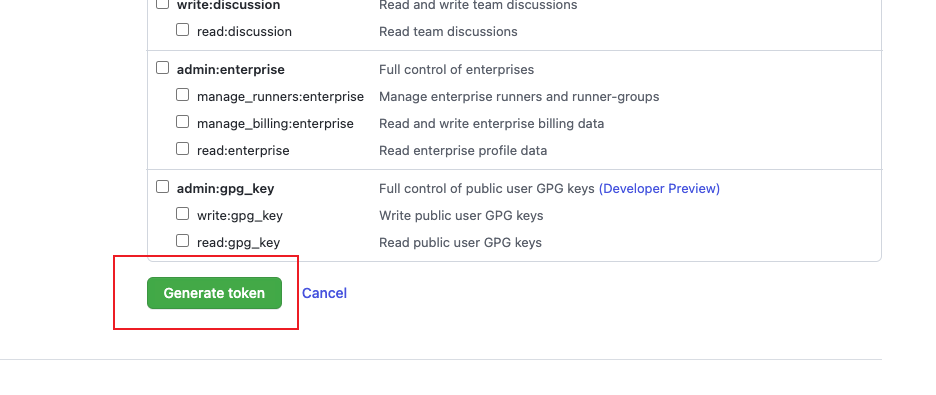 write:discussion Read and write team discussions
read:discussion Read team discussions
admin:enterprise Full control of enterprises
manage_runners:enterprise Manage enterprise runners and runner-groups
manage_billing:enterprise Read and write enterprise billing data
read:enterprise Read enterprise profile data
admin:gpg_key Full control of public user GPG keys (Developer Preview)
write:gpg_key Write public user GPG keys
read:gpg_key Read public user GPG keys
Generate token Cancel